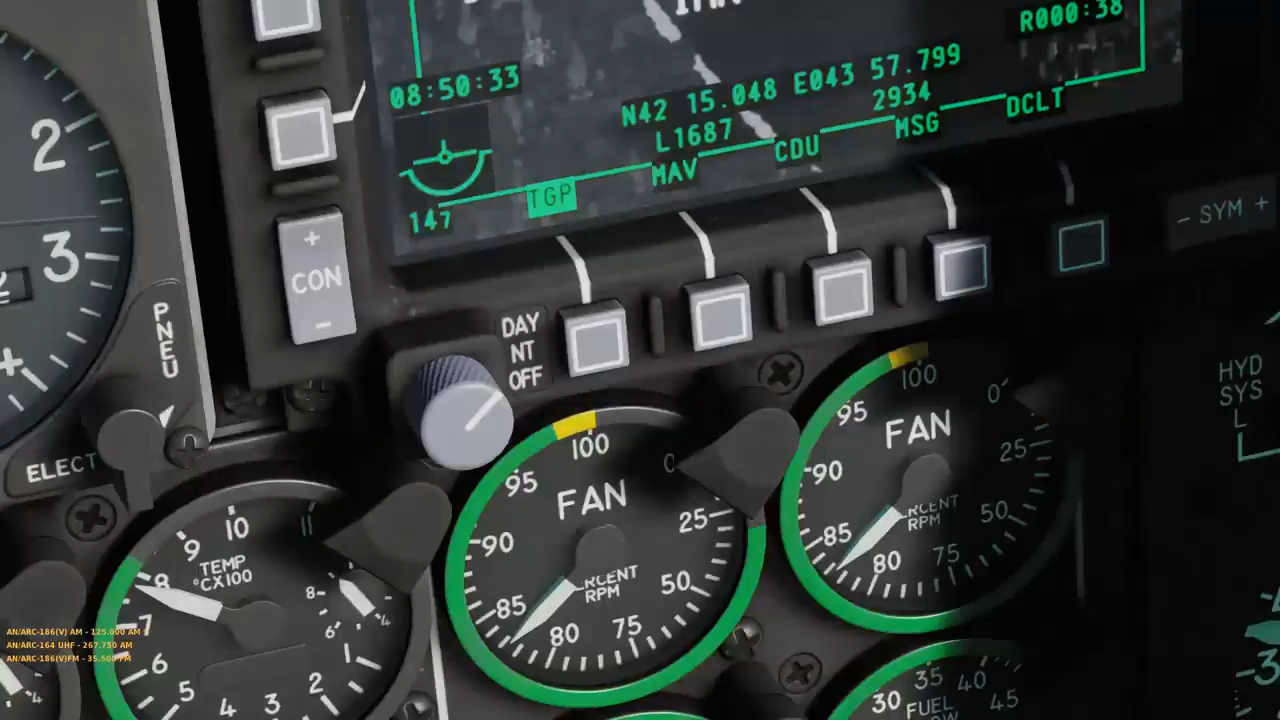 R000:38
08:50:33
N42 15.048 E043 57.799
L1687
2934
147
TGP
MAV
CDU
MSG
DCLT
- SYM +
+
CON
-
DAY
NT
OFF
2
3
PNEU
ELECT
HYD
SYS
L
100
95
90
85
80
75
50
25
0
FAN
RPM
100
95
90
85
80
75
50
25
0
FAN
RPM
11
10
9
8
7
6
5
4
3
2
TEMP
°CX100
8
6
4
30
35
40
45
FUEL
AN/ARC-186(V) AM - 125.000 AM
AN/ARC-164 UHF - 267.750 AM
AN/ARC-186(V)FM - 35.500 FM